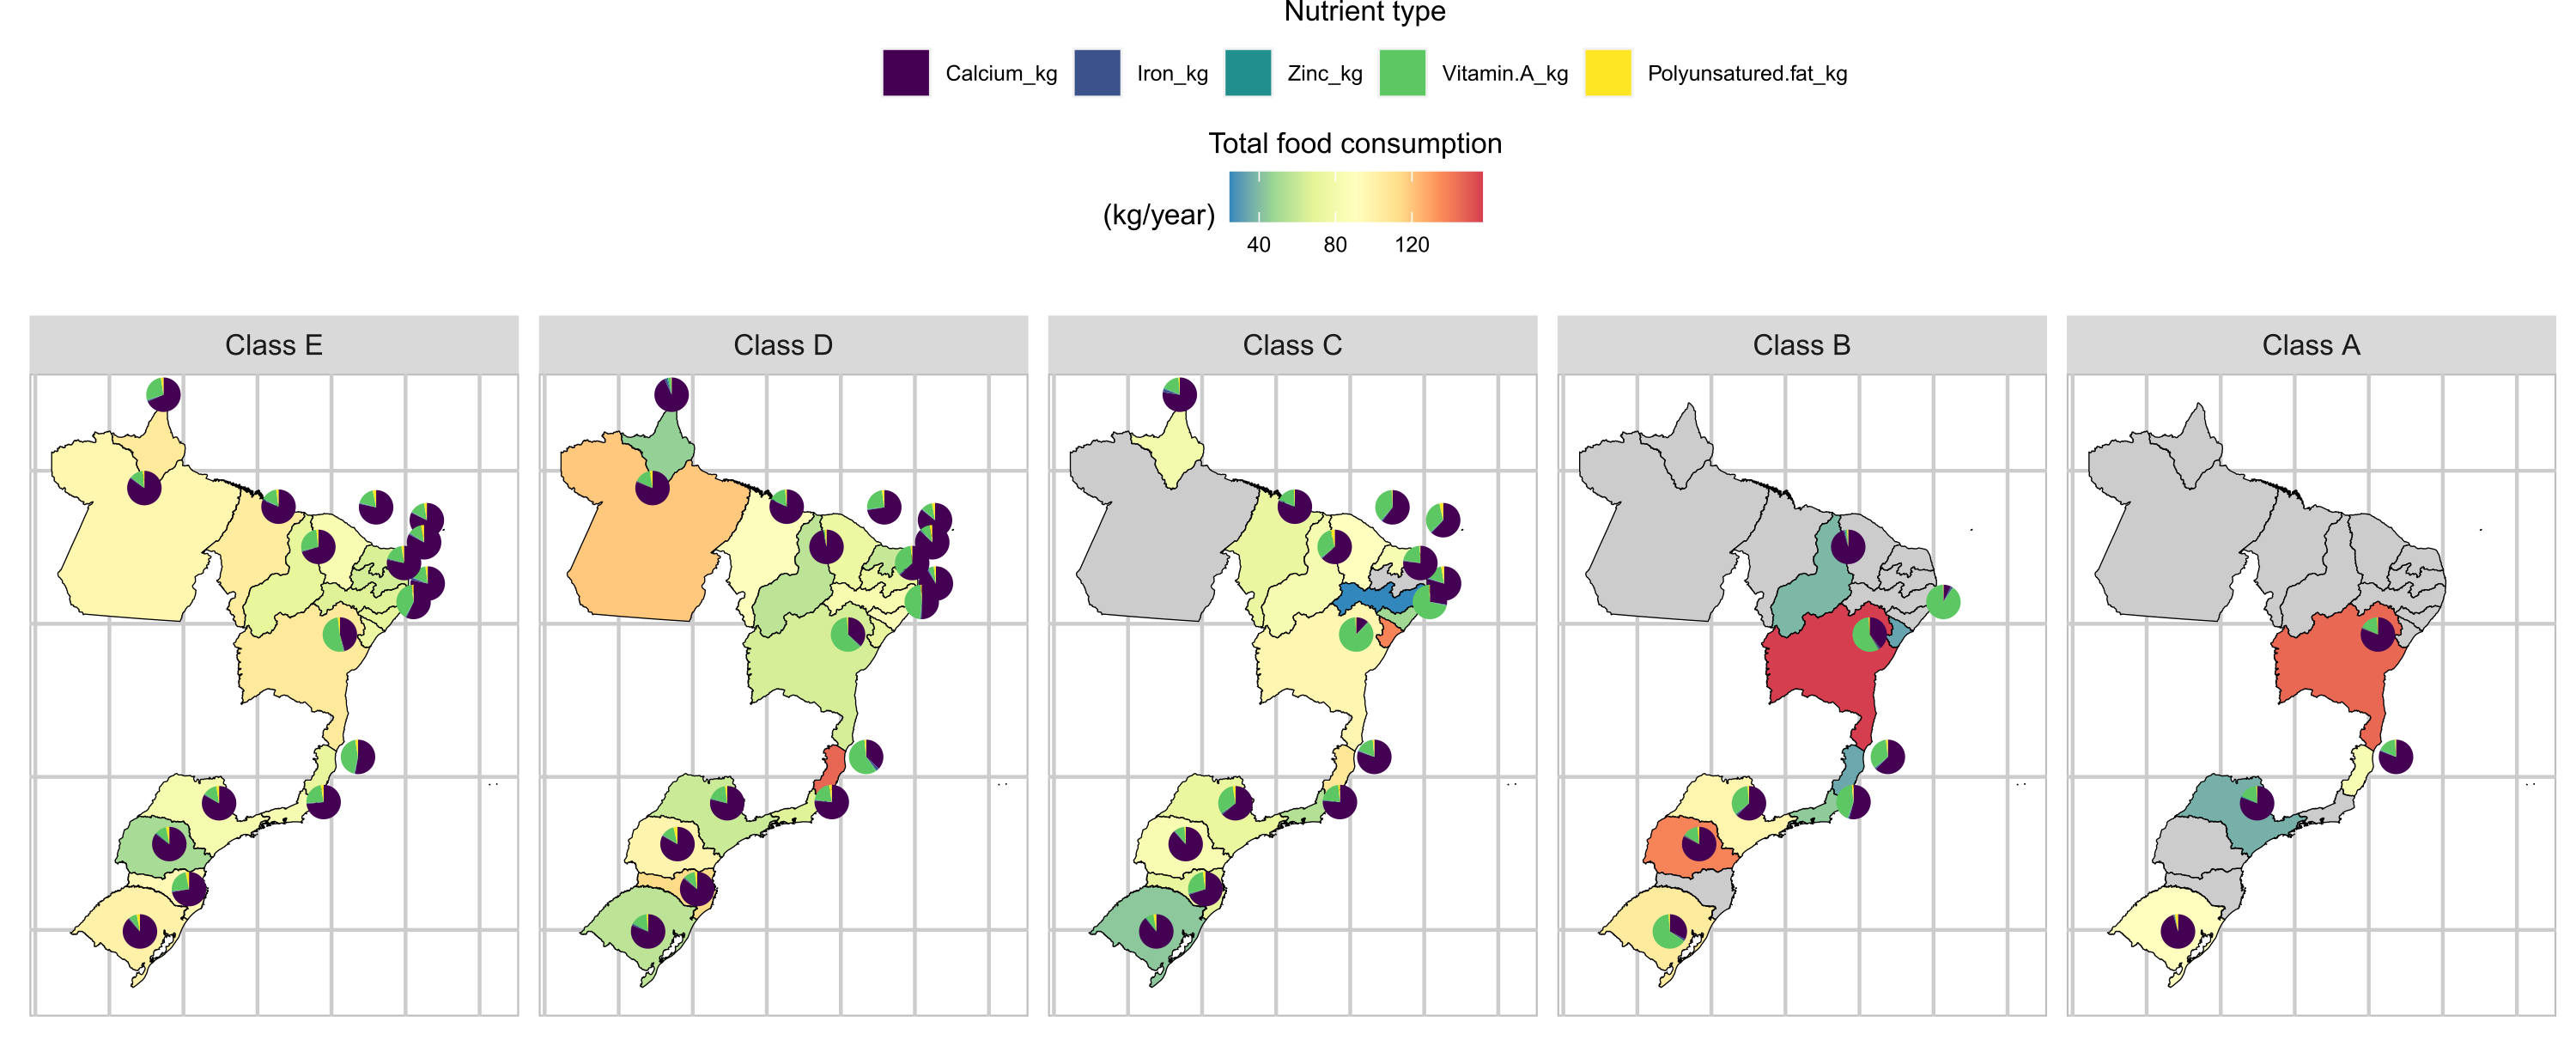 Nutrient type
Calcium_kg Iron_kg Zinc_kg Vitamin.A_kg Polyunsatured.fat_kg
Total food consumption
(kg/year)
40 80 120
Class E Class D Class C Class B Class A